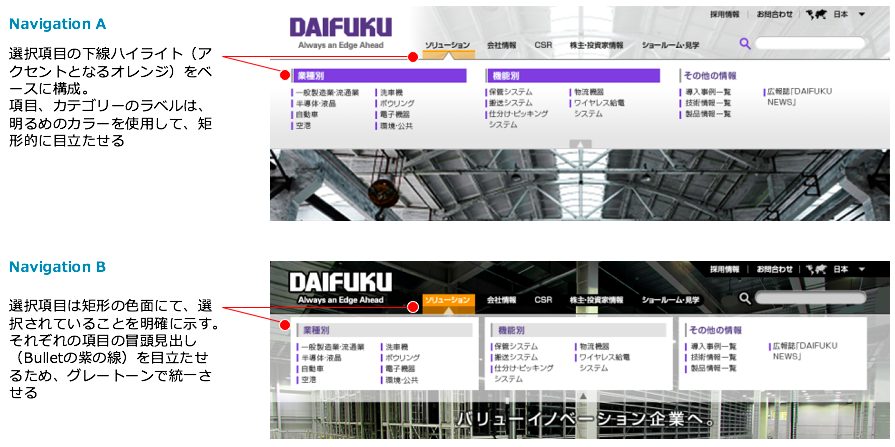 Navigation A
選択項目の下線ハイライト（ア
クセントとなるオレンジ）をベ
ースに構成。
項目、カテゴリーのラベルは、
明るめのカラーを使用して、矩
形的に目立たせる
DAIFUKU
Always an Edge Ahead
採用情報 お問合わせ 日本
ソリューション 会社情報 CSR 株主・投資家情報 ショールーム・見学
業種別 機能別 その他の情報
一般製造業・流通業 洗車機 保管システム 物流機器 導入事例一覧 広報誌「DAIFUKU
半導体・液晶 ボウリング 搬送システム ワイヤレス給電 技術情報一覧 NEWS」
自動車 電子機器 仕分け・ピッキング システム 製品情報一覧
空港 環境・公共 システム
Navigation B
選択項目は矩形の色面にて、選
択されていることを明確に示す。
それぞれの項目の冒頭見出し
（Bulletの紫の線）を目立たせ
るため、グレートーンで統一さ
せる
DAIFUKU
Always an Edge Ahead
採用情報 お問合わせ 日本
ソリューション 会社情報 CSR 株主・投資家情報 ショールーム・見学
業種別 機能別 その他の情報
一般製造業・流通業 洗車機 保管システム 物流機器 導入事例一覧 広報誌「DAIFUKU
半導体・液晶 ボウリング 搬送システム ワイヤレス給電 技術情報一覧 NEWS」
自動車 電子機器 仕分け・ピッキング システム 製品情報一覧
空港 環境・公共 システム
バリューイノベーション企業へ。